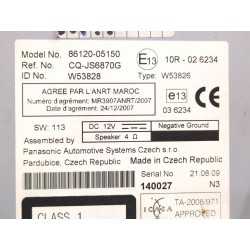 Model No. 86120-05150
Ref. No. CQ-JS6870G
ID No. W53828
E13
10R - 02 6234
Type: W53826
AGREE PAR L'ANRT MAROC
Numéro d'agrément: MR3907ANRT/2007
Date d'agrément: 24/12/2007
e13
03 6234
SW: 113
DC 12V
Negative Ground
Speaker 4 Ω
Assembled by
Panasonic Automotive Systems Czech s.r.o.
Pardubice, Czech Republic
Made in Czech Republic
Serial No. 21.08.09
140027 N3
CLASS 1
ICASA
TA-2008/971
APPROVED